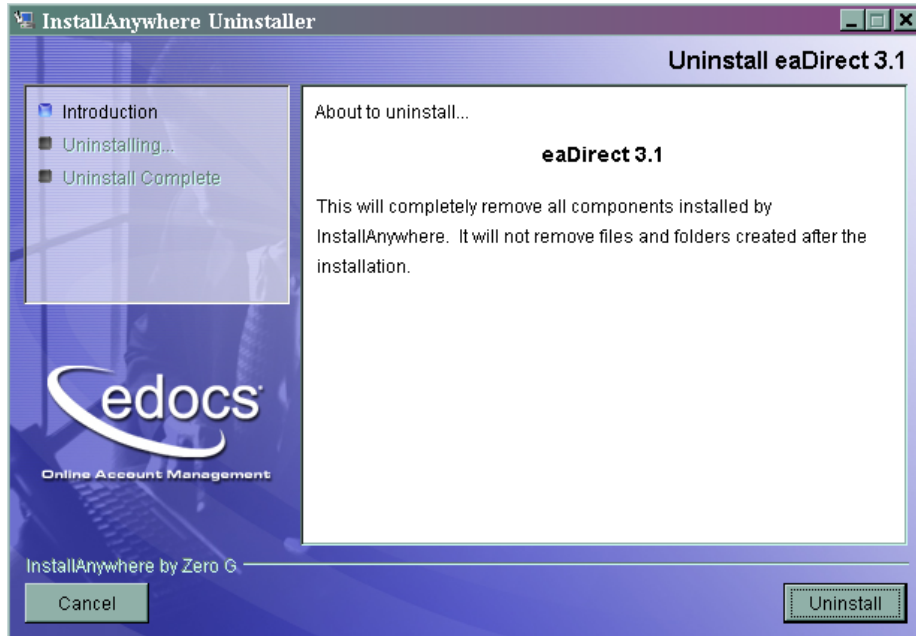 InstallAnywhere Uninstaller
Uninstall eaDirect 3.1
Introduction
Uninstalling...
Uninstall Complete
About to uninstall...
eaDirect 3.1
This will completely remove all components installed by
InstallAnywhere. It will not remove files and folders created after the
installation.
edocs
Online Account Management
InstallAnywhere by Zero G
Cancel
Uninstall